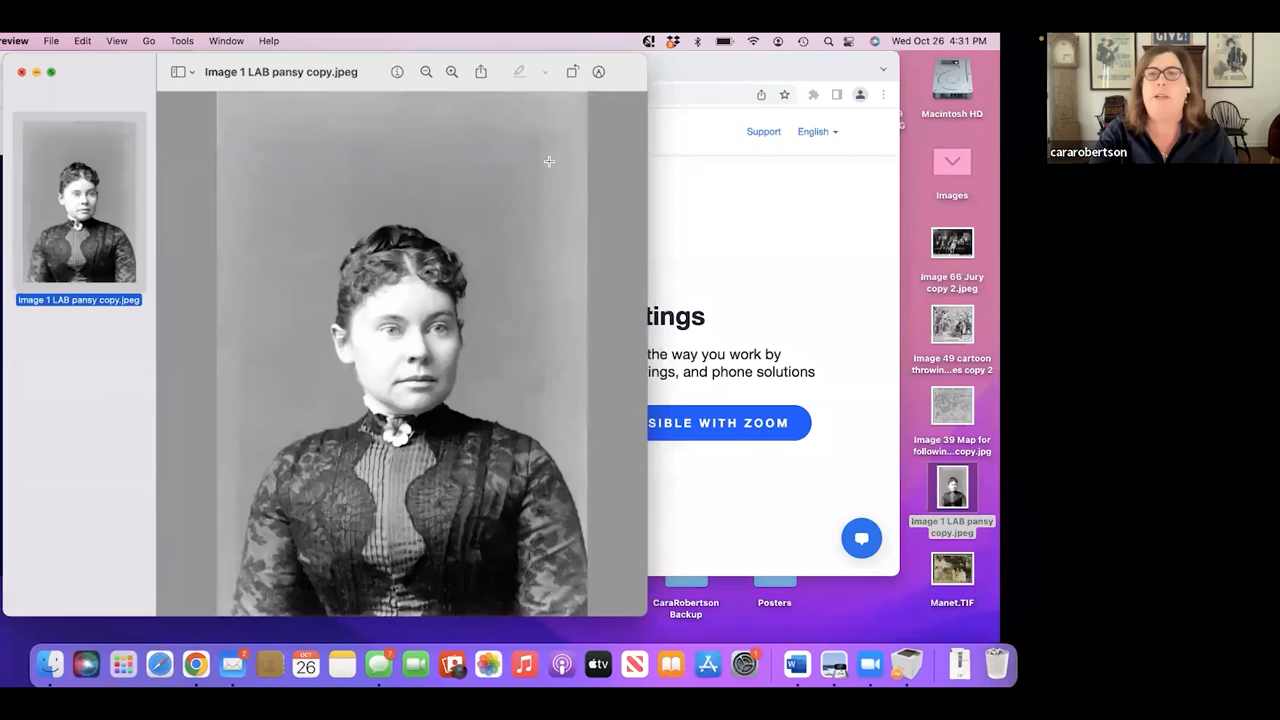 review File Edit View Go Tools Window Help Wed Oct 26 4:31 PM
Image 1 LAB pansy copy.jpeg
Image 1 LAB pansy copy.jpeg
Support English
tings
the way you work by
ings, and phone solutions
SIBLE WITH ZOOM
CaraRobertson
Backup
Posters
Macintosh HD
Images
Image 66 Jury
copy 2.jpeg
Image 49 cartoon
throwin...es copy 2
Image 39 Map for
followin...copy.jpg
Image 1 LAB pansy
copy.jpeg
Manet.TIF
OCT
26
tv
cararobertson
GIVE!